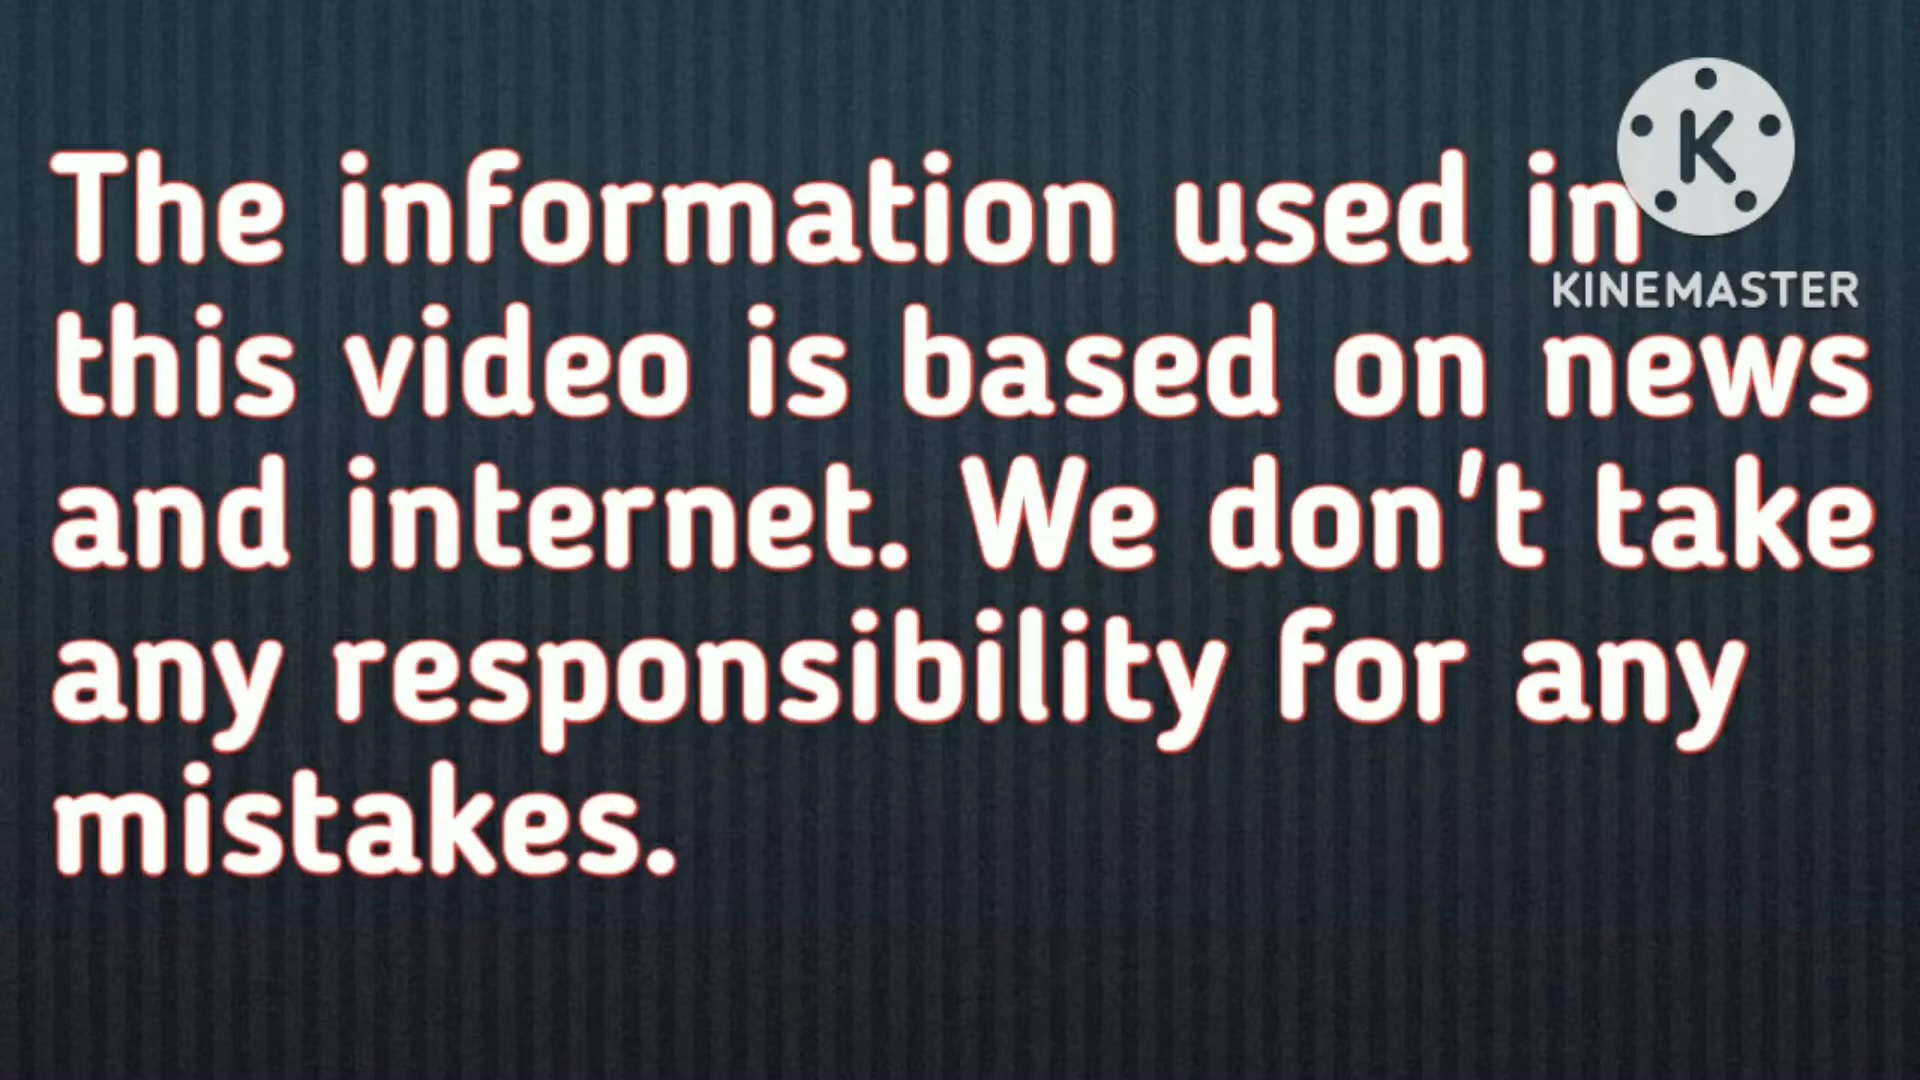 The information used in
K
KINEMASTER
this video is based on news
and internet. We don't take
any responsibility for any
mistakes.